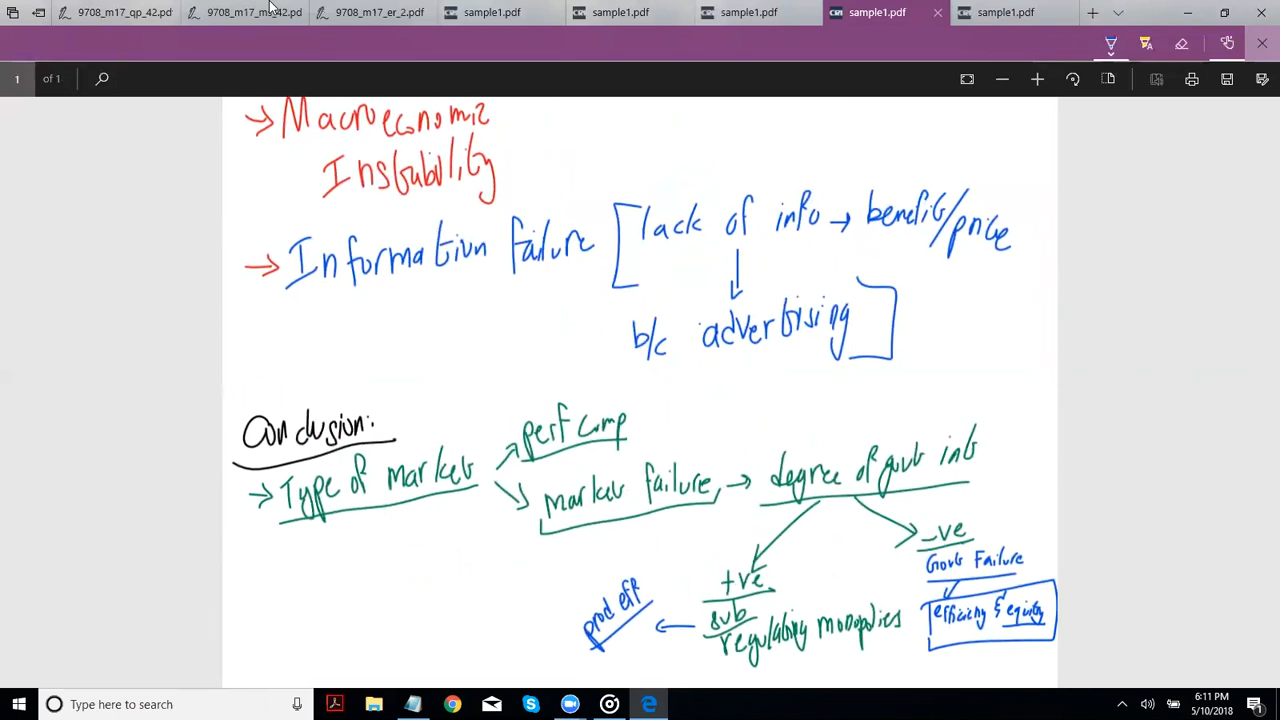 9708_m17_qp_42.pdf 9708_m17_ms_42.pd 9708_m17_er_2.pdf sample1.pdf sample1.pdf sample1.pdf sample1.pdf sample1.pdf
1 of 1
→ Macroeconomic
Instability
→ Information failure [lack of info → benefit/price
b/c advertising]
Conclusion:
→ Type of market
perf comp
market failure, → degree of govt int
+ve
sub
regulating monopolies
prod eff
-ve
Govt Failure
efficiency & equity
Type here to search
6:11 PM
5/10/2018